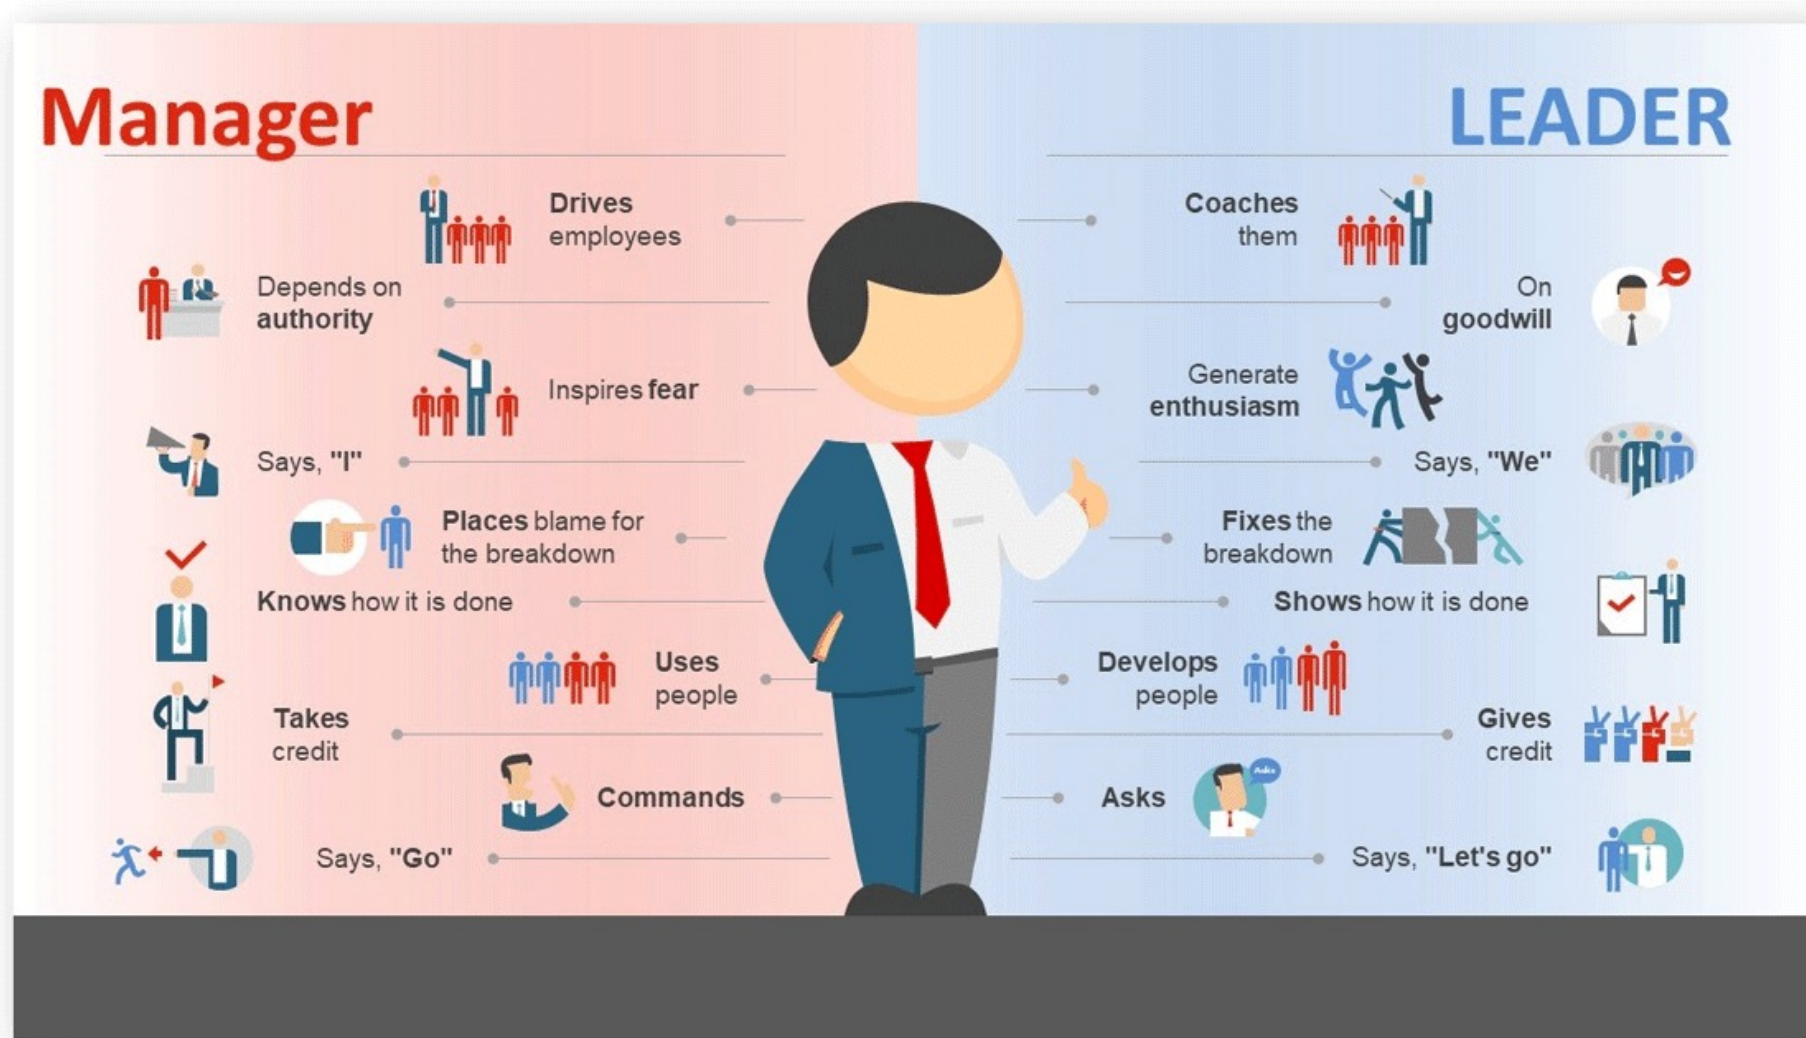 Manager
LEADER
Drives
employees
Coaches
them
Depends on
authority
On
goodwill
Inspires fear
Generate
enthusiasm
Says, "I"
Says, "We"
Places blame for
the breakdown
Fixes the
breakdown
Knows how it is done
Shows how it is done
Uses
people
Develops
people
Takes
credit
Gives
credit
Commands
Asks
Asks
Says, "Go"
Says, "Let's go"